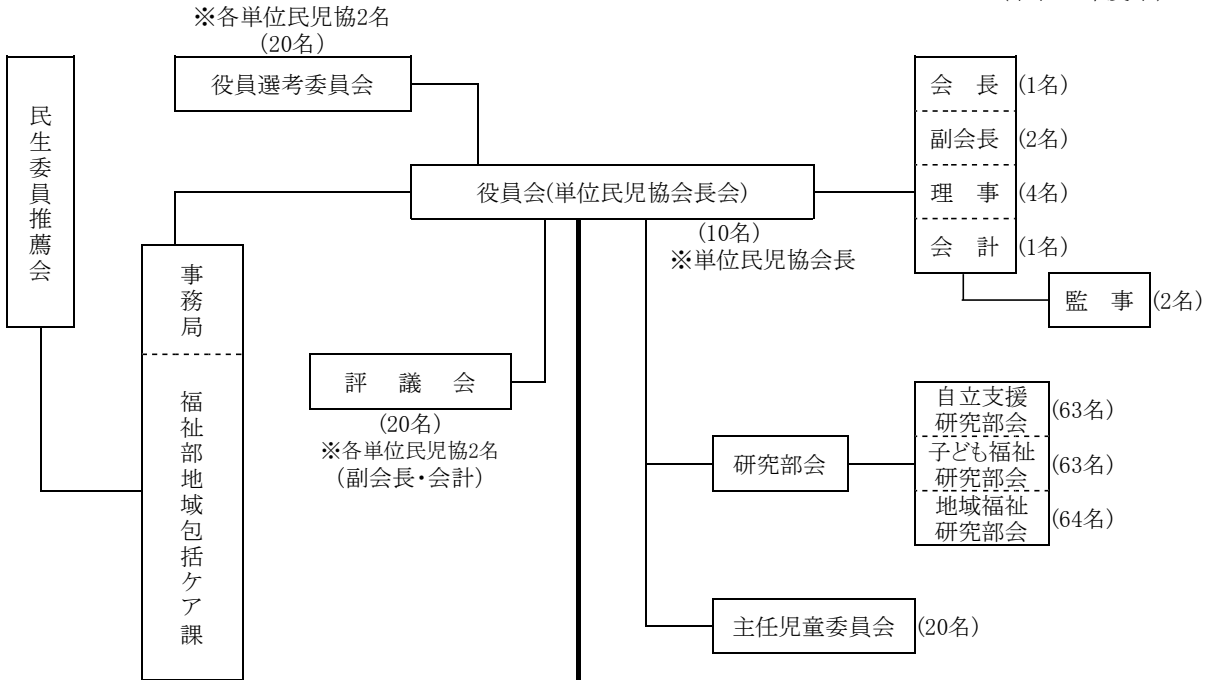 ※各単位民児協2名
(20名)
役員選考委員会
民生委員推薦会
会　長 (1名)
副会長 (2名)
理　事 (4名)
会　計 (1名)
監　事 (2名)
役員会(単位民児協会長会)
(10名)
※単位民児協会長
事務局
福祉部地域包括ケア課
評　議　会
(20名)
※各単位民児協2名
(副会長・会計)
研究部会
自立支援
研究部会 (63名)
子ども福祉
研究部会 (63名)
地域福祉
研究部会 (64名)
主任児童委員会 (20名)